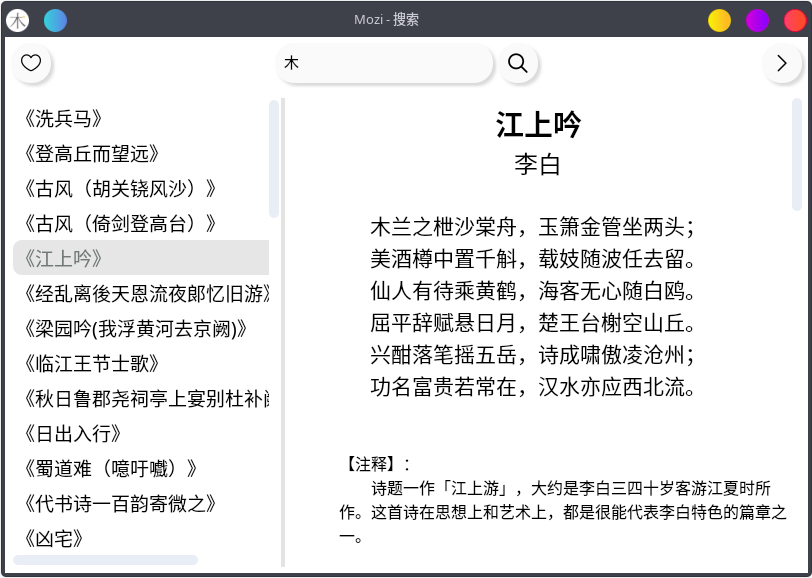 木
Mozi - 搜索
木
《洗兵马》
《登高丘而望远》
《古风（胡关饶风沙）》
《古风（倚剑登高台）》
《江上吟》
《经乱离後天恩流夜郎忆旧游》
《梁园吟(我浮黄河去京阙)》
《临江王节士歌》
《秋日鲁郡尧祠亭上宴别杜补阙
《日出入行》
《蜀道难（噫吁嚱）》
《代书诗一百韵寄微之》
《凶宅》
江上吟
李白
木兰之枻沙棠舟，玉箫金管坐两头；
美酒樽中置千斛，载妓随波任去留。
仙人有待乘黄鹤，海客无心随白鸥。
屈平辞赋悬日月，楚王台榭空山丘。
兴酣落笔摇五岳，诗成啸傲凌沧州；
功名富贵若常在，汉水亦应西北流。
【注释】：
诗题一作「江上游」，大约是李白三四十岁客游江夏时所
作。这首诗在思想上和艺术上，都是很能代表李白特色的篇章之
一。